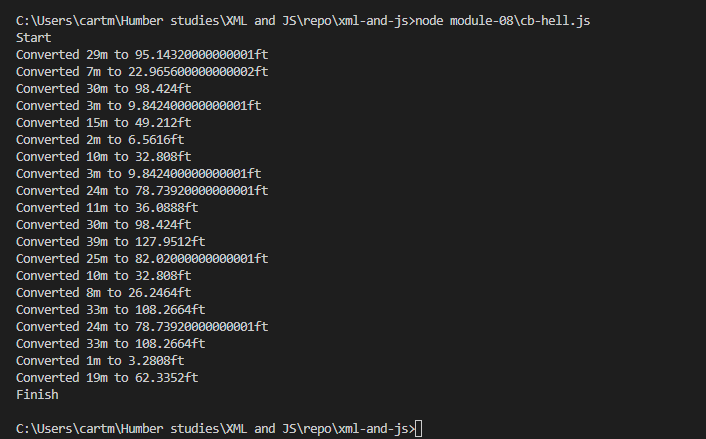 C:\Users\cartm\Humber studies\XML and JS\repo\xml-and-js>node module-08\cb-hell.js
Start
Converted 29m to 95.14320000000001ft
Converted 7m to 22.965600000000002ft
Converted 30m to 98.424ft
Converted 3m to 9.842400000000001ft
Converted 15m to 49.212ft
Converted 2m to 6.5616ft
Converted 10m to 32.808ft
Converted 3m to 9.842400000000001ft
Converted 24m to 78.73920000000001ft
Converted 11m to 36.0888ft
Converted 30m to 98.424ft
Converted 39m to 127.9512ft
Converted 25m to 82.02000000000001ft
Converted 10m to 32.808ft
Converted 8m to 26.2464ft
Converted 33m to 108.2664ft
Converted 24m to 78.73920000000001ft
Converted 33m to 108.2664ft
Converted 1m to 3.2808ft
Converted 19m to 62.3352ft
Finish
C:\Users\cartm\Humber studies\XML and JS\repo\xml-and-js>